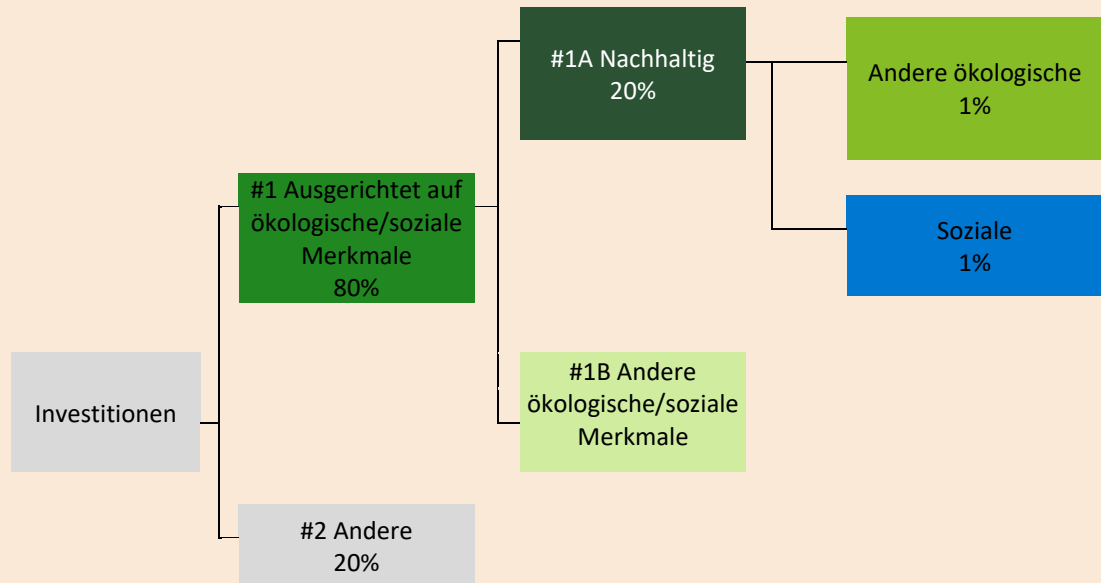 #1A Nachhaltig
20%
Andere ökologische
1%
#1 Ausgerichtet auf
ökologische/soziale
Merkmale
80%
Soziale
1%
Investitionen
#1B Andere
ökologische/soziale
Merkmale
#2 Andere
20%